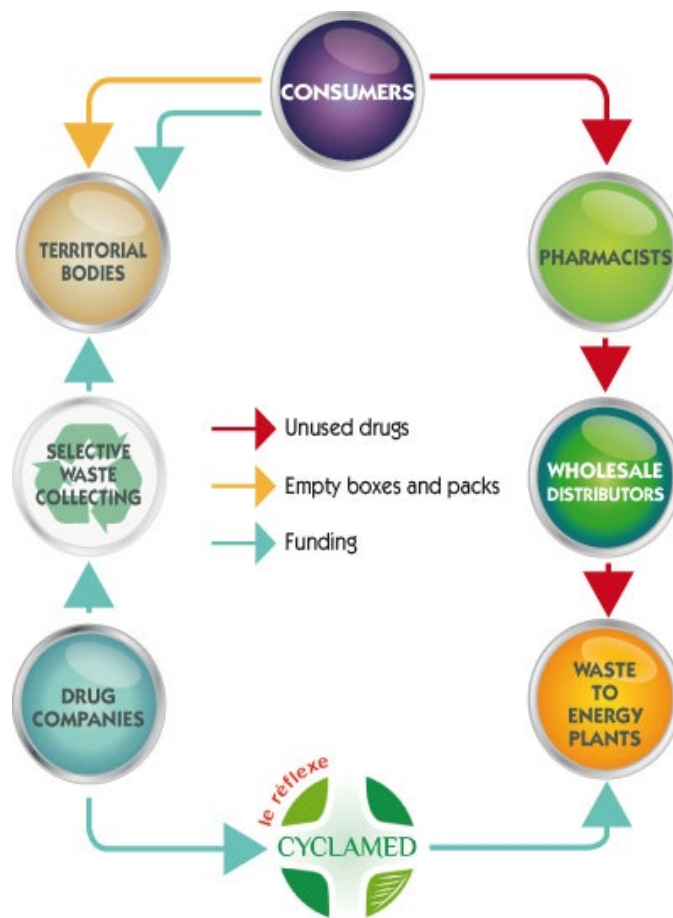 CONSUMERS
TERRITORIAL
BODIES
PHARMACISTS
SELECTIVE
WASTE
COLLECTING
Unused drugs
Empty boxes and packs
Funding
WHOLESALE
DISTRIBUTORS
DRUG
COMPANIES
WASTE
TO
ENERGY
PLANTS
le réflexe
CYCLAMED